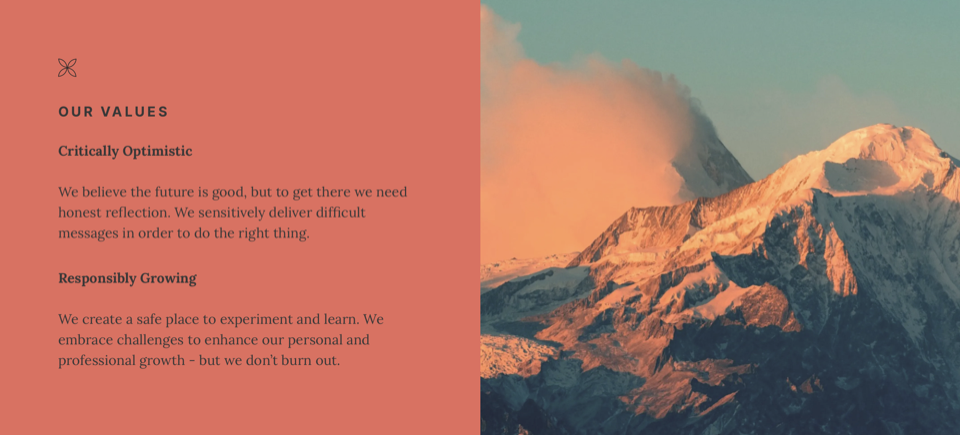 OUR VALUES
Critically Optimistic
We believe the future is good, but to get there we need
honest reflection. We sensitively deliver difficult
messages in order to do the right thing.
Responsibly Growing
We create a safe place to experiment and learn. We
embrace challenges to enhance our personal and
professional growth - but we don't burn out.